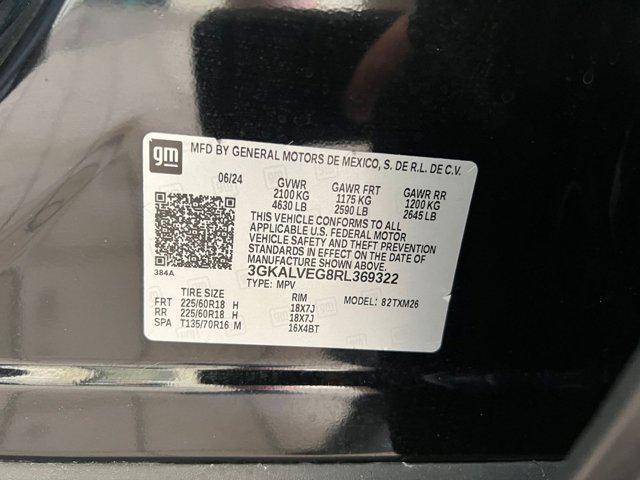 gm MFD BY GENERAL MOTORS DE MEXICO, S. DE R.L. DE C.V.
06/24 GVWR GAWR FRT GAWR RR
2100 KG 1175 KG 1200 KG
4630 LB 2590 LB 2645 LB
THIS VEHICLE CONFORMS TO ALL
APPLICABLE U.S. FEDERAL MOTOR
VEHICLE SAFETY AND THEFT PREVENTION
STANDARDS IN EFFECT ON THE DATE OF
MANUFACTURE SHOWN ABOVE.
384A 3GKALVEG8RL369322
TYPE: MPV
TIRE SIZE RIM MODEL: 82TXM26
FRT 225/60R18 H 18X7J
RR 225/60R18 H 18X7J
SPA T135/70R16 M 16X4BT